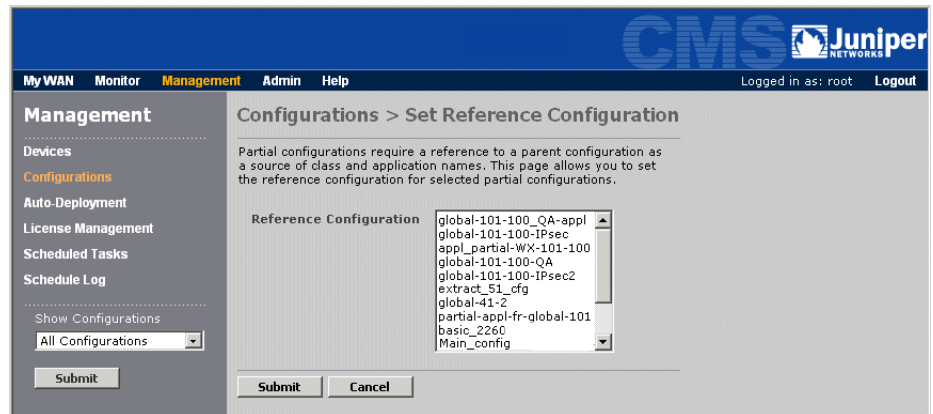 CMS
Juniper
NETWORKS
My WAN Monitor Management Admin Help
Logged in as: root Logout
Management
Devices
Configurations
Auto-Deployment
License Management
Scheduled Tasks
Schedule Log
Show Configurations
All Configurations
Submit
Configurations > Set Reference Configuration
Partial configurations require a reference to a parent configuration as
a source of class and application names. This page allows you to set
the reference configuration for selected partial configurations.
Reference Configuration
global-101-100_QA-appl
global-101-100-IPsec
appl_partial-WX-101-100
global-101-100-QA
global-101-100-IPsec2
extract_51_cfg
global-41-2
partial-appl-fr-global-101
basic_2260
Main_config
Submit Cancel